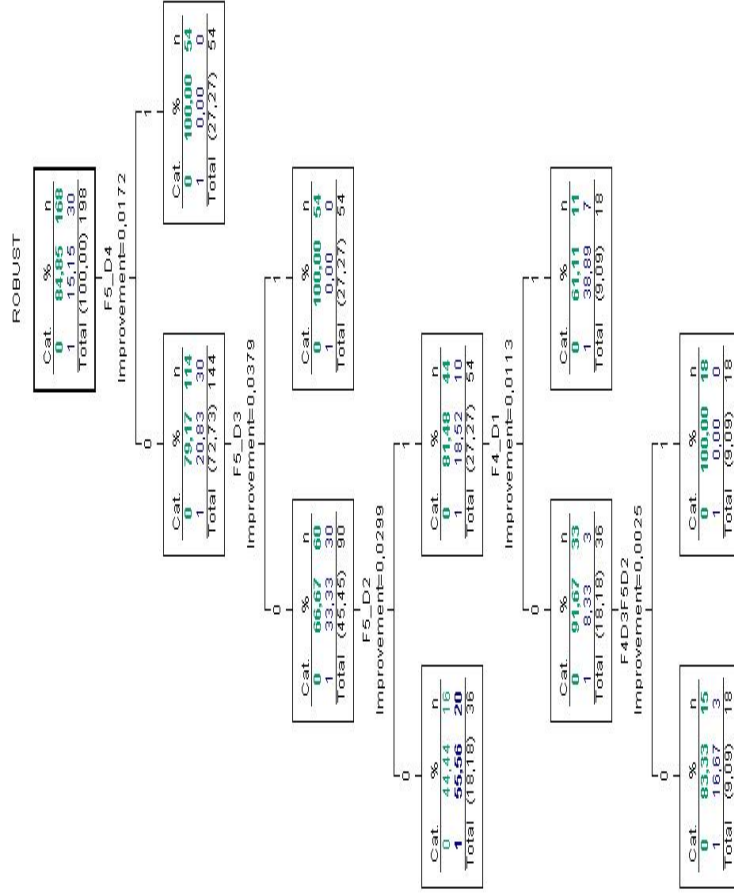 ROBUST
Cat. % n
0 84,85 168
1 15,15 30
Total (100,00) 198
F5_D4
Improvement=0,0172
0
1
Cat. % n
0 79,17 114
1 20,83 30
Total (72,73) 144
Cat. % n
0 100,00 54
1 0,00 0
Total (27,27) 54
F5_D3
Improvement=0,0379
0
1
Cat. % n
0 66,67 60
1 33,33 30
Total (45,45) 90
Cat. % n
0 100,00 54
1 0,00 0
Total (27,27) 54
F5_D2
Improvement=0,0299
0
1
Cat. % n
0 44,44 16
1 55,56 20
Total (18,18) 36
Cat. % n
0 81,48 44
1 18,52 10
Total (27,27) 54
F4_D1
Improvement=0,0113
0
1
Cat. % n
0 91,67 33
1 8,33 3
Total (18,18) 36
Cat. % n
0 61,11 11
1 38,89 7
Total (9,09) 18
F4D3F5D2
Improvement=0,0025
0
1
Cat. % n
0 83,33 15
1 16,67 3
Total (9,09) 18
Cat. % n
0 100,00 18
1 0,00 0
Total (9,09) 18